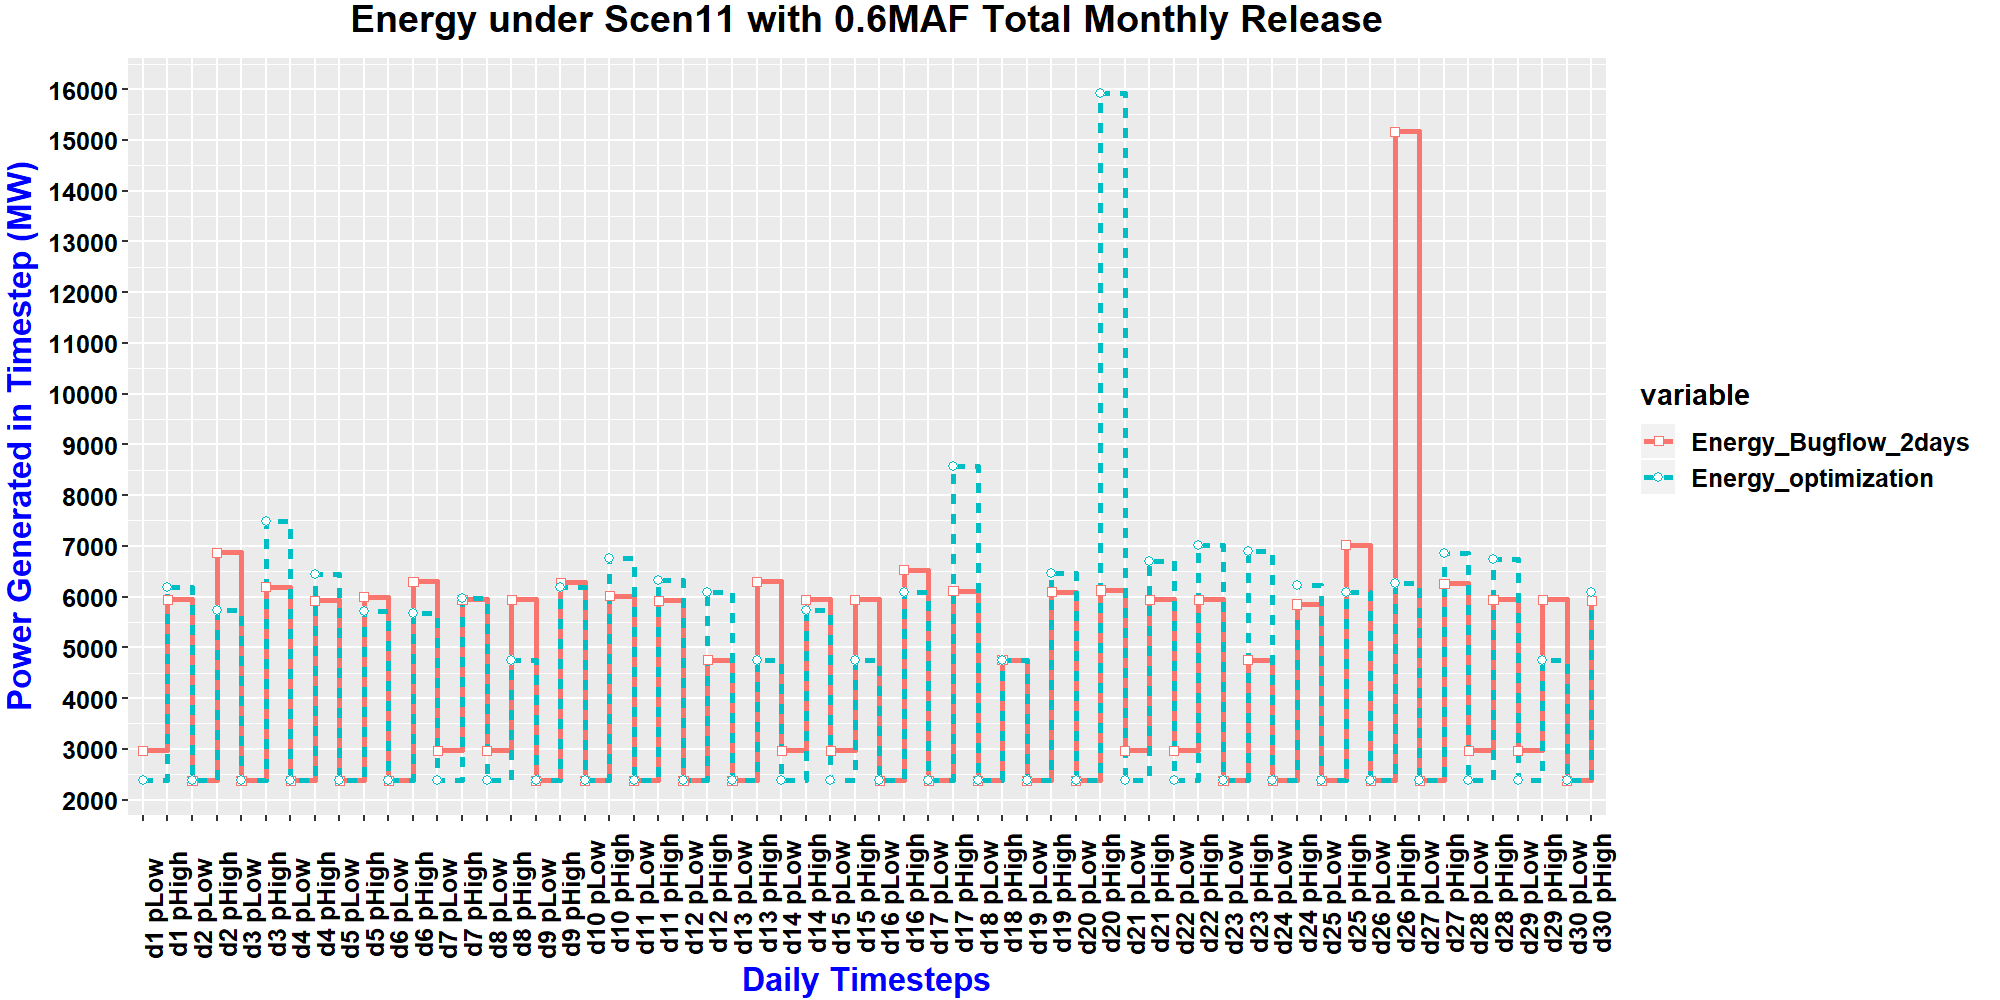 Energy under Scen11 with 0.6MAF Total Monthly Release
Power Generated in Timestep (MW)
16000
15000
14000
13000
12000
11000
10000
9000
8000
7000
6000
5000
4000
3000
2000
d1 pLow
d1 pHigh
d2 pLow
d2 pHigh
d3 pLow
d3 pHigh
d4 pLow
d4 pHigh
d5 pLow
d5 pHigh
d6 pLow
d6 pHigh
d7 pLow
d7 pHigh
d8 pLow
d8 pHigh
d9 pLow
d9 pHigh
d10 pLow
d10 pHigh
d11 pLow
d11 pHigh
d12 pLow
d12 pHigh
d13 pLow
d13 pHigh
d14 pLow
d14 pHigh
d15 pLow
d15 pHigh
d16 pLow
d16 pHigh
d17 pLow
d17 pHigh
d18 pLow
d18 pHigh
d19 pLow
d19 pHigh
d20 pLow
d20 pHigh
d21 pLow
d21 pHigh
d22 pLow
d22 pHigh
d23 pLow
d23 pHigh
d24 pLow
d24 pHigh
d25 pLow
d25 pHigh
d26 pLow
d26 pHigh
d27 pLow
d27 pHigh
d28 pLow
d28 pHigh
d29 pLow
d29 pHigh
d30 pLow
d30 pHigh
Daily Timesteps
variable
Energy_Bugflow_2days
Energy_optimization